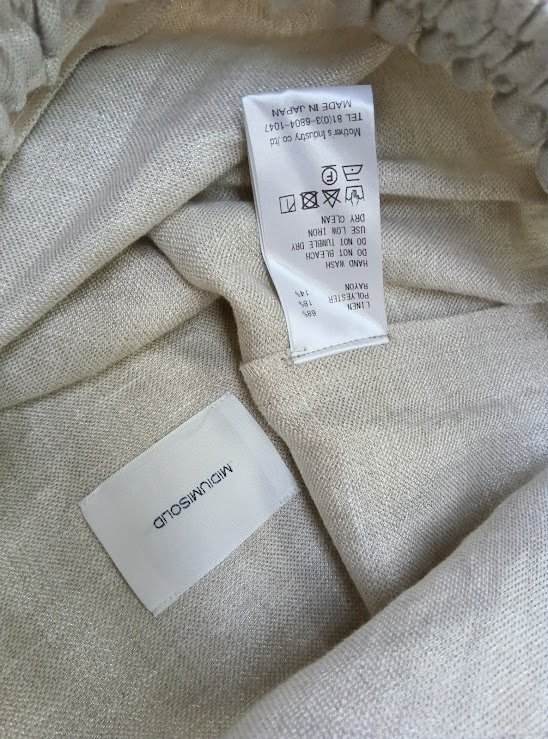 LINEN 68%
POLYESTER 18%
RAYON 14%
HAND WASH
DO NOT BLEACH
DO NOT TUMBLE DRY
USE LOW IRON
DRY CLEAN
F
Mother's Industry co.,ltd
TEL 81(0)3-6804-1047
MADE IN JAPAN
MIDIUMISOLID